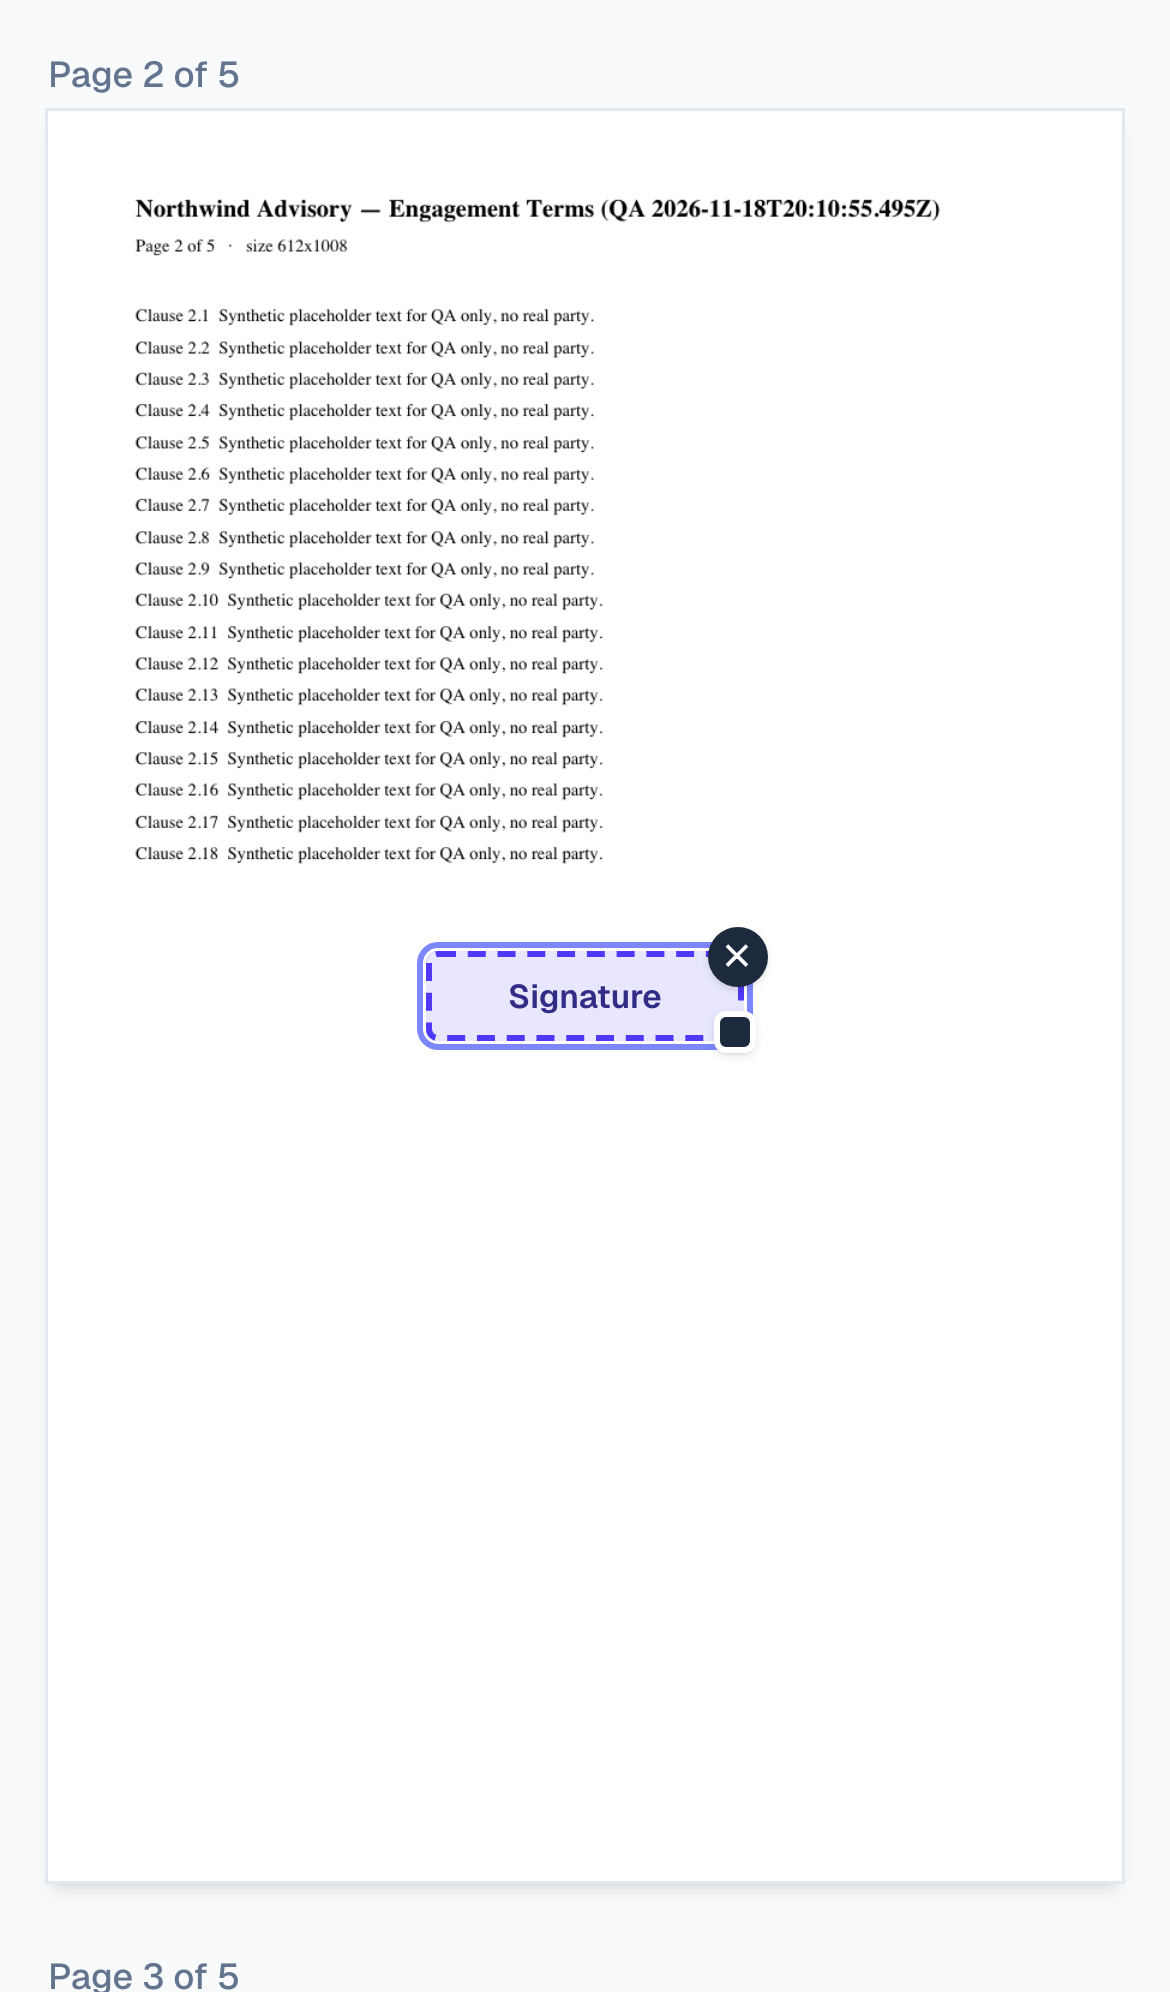 Page 2 of 5
Northwind Advisory — Engagement Terms (QA 2026-11-18T20:10:55.495Z)
Page 2 of 5 · size 612x1008
Clause 2.1 Synthetic placeholder text for QA only, no real party.
Clause 2.2 Synthetic placeholder text for QA only, no real party.
Clause 2.3 Synthetic placeholder text for QA only, no real party.
Clause 2.4 Synthetic placeholder text for QA only, no real party.
Clause 2.5 Synthetic placeholder text for QA only, no real party.
Clause 2.6 Synthetic placeholder text for QA only, no real party.
Clause 2.7 Synthetic placeholder text for QA only, no real party.
Clause 2.8 Synthetic placeholder text for QA only, no real party.
Clause 2.9 Synthetic placeholder text for QA only, no real party.
Clause 2.10 Synthetic placeholder text for QA only, no real party.
Clause 2.11 Synthetic placeholder text for QA only, no real party.
Clause 2.12 Synthetic placeholder text for QA only, no real party.
Clause 2.13 Synthetic placeholder text for QA only, no real party.
Clause 2.14 Synthetic placeholder text for QA only, no real party.
Clause 2.15 Synthetic placeholder text for QA only, no real party.
Clause 2.16 Synthetic placeholder text for QA only, no real party.
Clause 2.17 Synthetic placeholder text for QA only, no real party.
Clause 2.18 Synthetic placeholder text for QA only, no real party.
Signature
Page 3 of 5